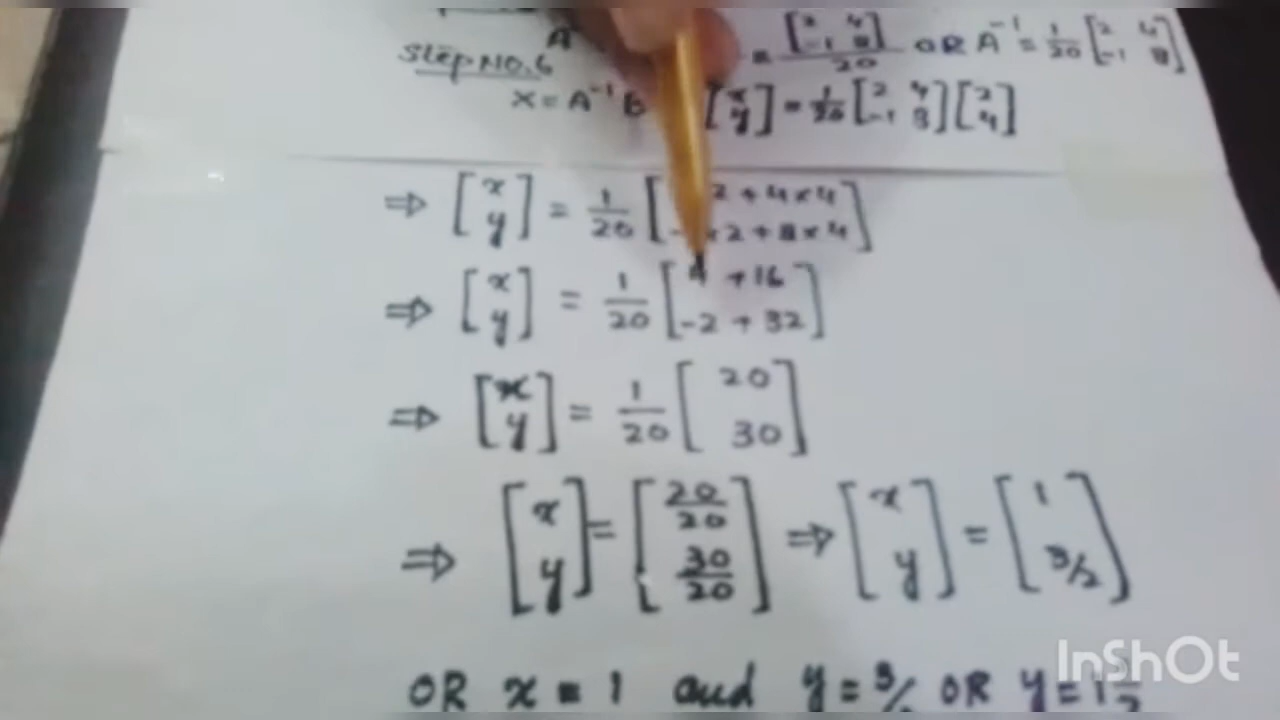 A = [2 4 -1 8] / 20 OR A⁻¹ = 1/20 [2 4 -1 8]
Step NO. 6
X = A⁻¹ B [x y] = 1/20 [2 4 -1 8] [2 4]
⇒ [x y] = 1/20 [2 + 4×4 ×2 + 8×4]
⇒ [x y] = 1/20 [4 + 16 -2 + 32]
⇒ [x y] = 1/20 [20 30]
⇒ [x y] = [20/20 30/20] ⇒ [x y] = [1 3/2]
OR x = 1 and y = 3/ OR y = 1 1/2
InShOt